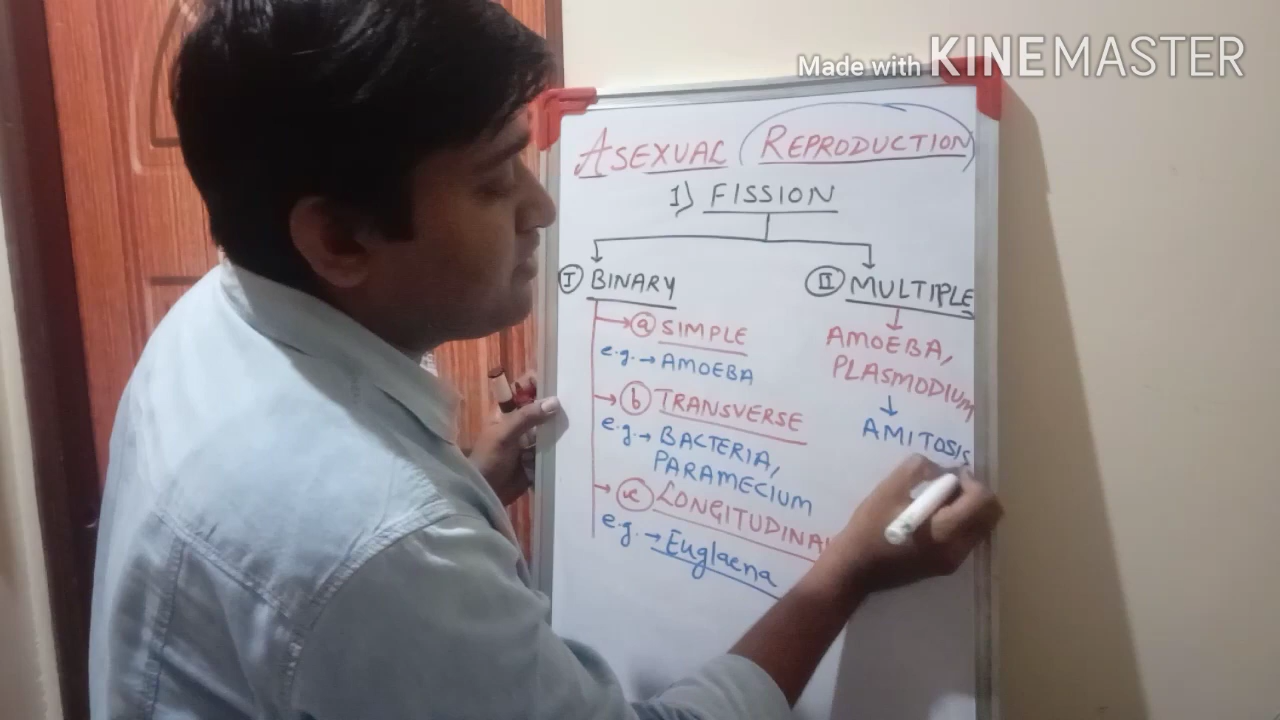 Made with KINEMASTER
ASEXUAL REPRODUCTION
1) FISSION
I BINARY
a SIMPLE
e.g. → AMOEBA
b TRANSVERSE
e.g. → BACTERIA,
PARAMECIUM
c LONGITUDINAL
e.g. → Euglaena
II MULTIPLE
AMOEBA,
PLASMODIUM
AMITOSIS